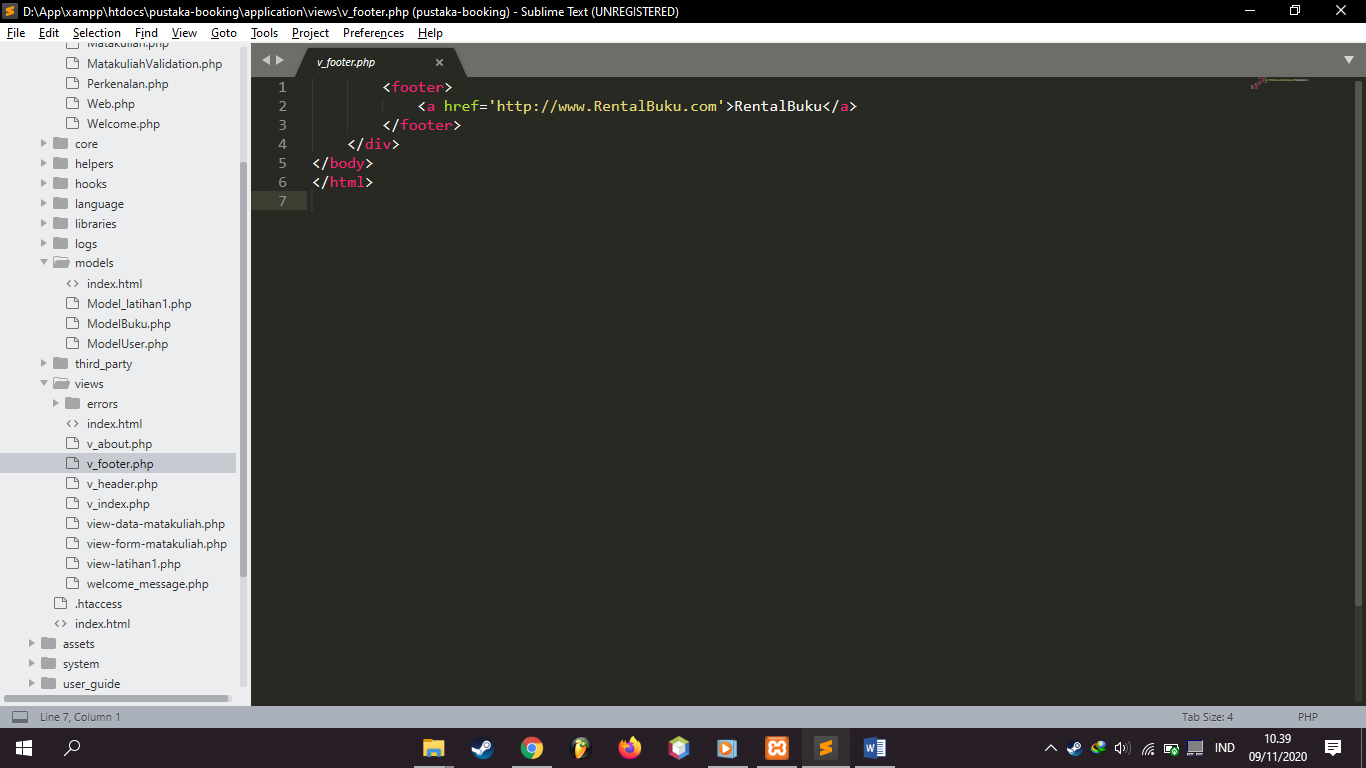 D:\App\xampp\htdocs\pustaka-booking\application\views\v_footer.php (pustaka-booking) - Sublime Text (UNREGISTERED)
File Edit Selection Find View Goto Tools Project Preferences Help
Matakuliah.php
MatakuliahValidation.php
Perkenalan.php
Web.php
Welcome.php
core
helpers
hooks
language
libraries
logs
models
index.html
Model_latihan1.php
ModelBuku.php
ModelUser.php
third_party
views
errors
index.html
v_about.php
v_footer.php
v_header.php
v_index.php
view-data-matakuliah.php
view-form-matakuliah.php
view-latihan1.php
welcome_message.php
.htaccess
index.html
assets
system
user_guide
v_footer.php
1 <footer>
2 <a href='http://www.RentalBuku.com'>RentalBuku</a>
3 </footer>
4 </div>
5 </body>
6 </html>
7
Line 7, Column 1
Tab Size: 4
PHP
IND
10.39
09/11/2020